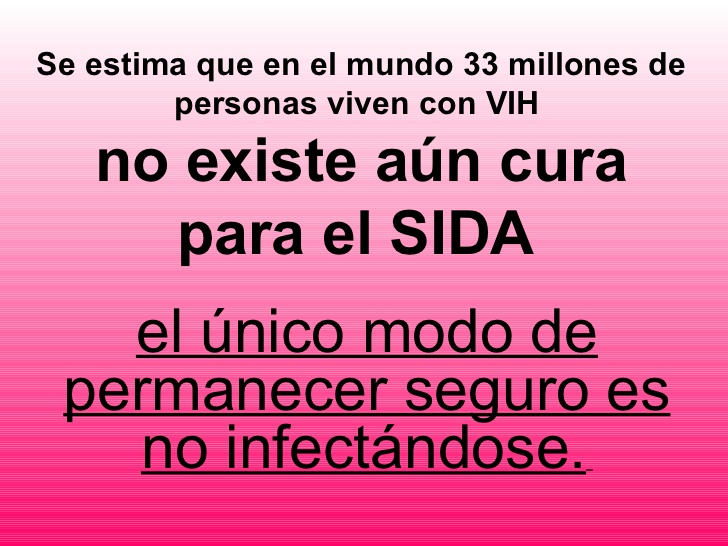 Se estima que en el mundo 33 millones de
personas viven con VIH
no existe aún cura
para el SIDA
el único modo de
permanecer seguro es
no infectándose.